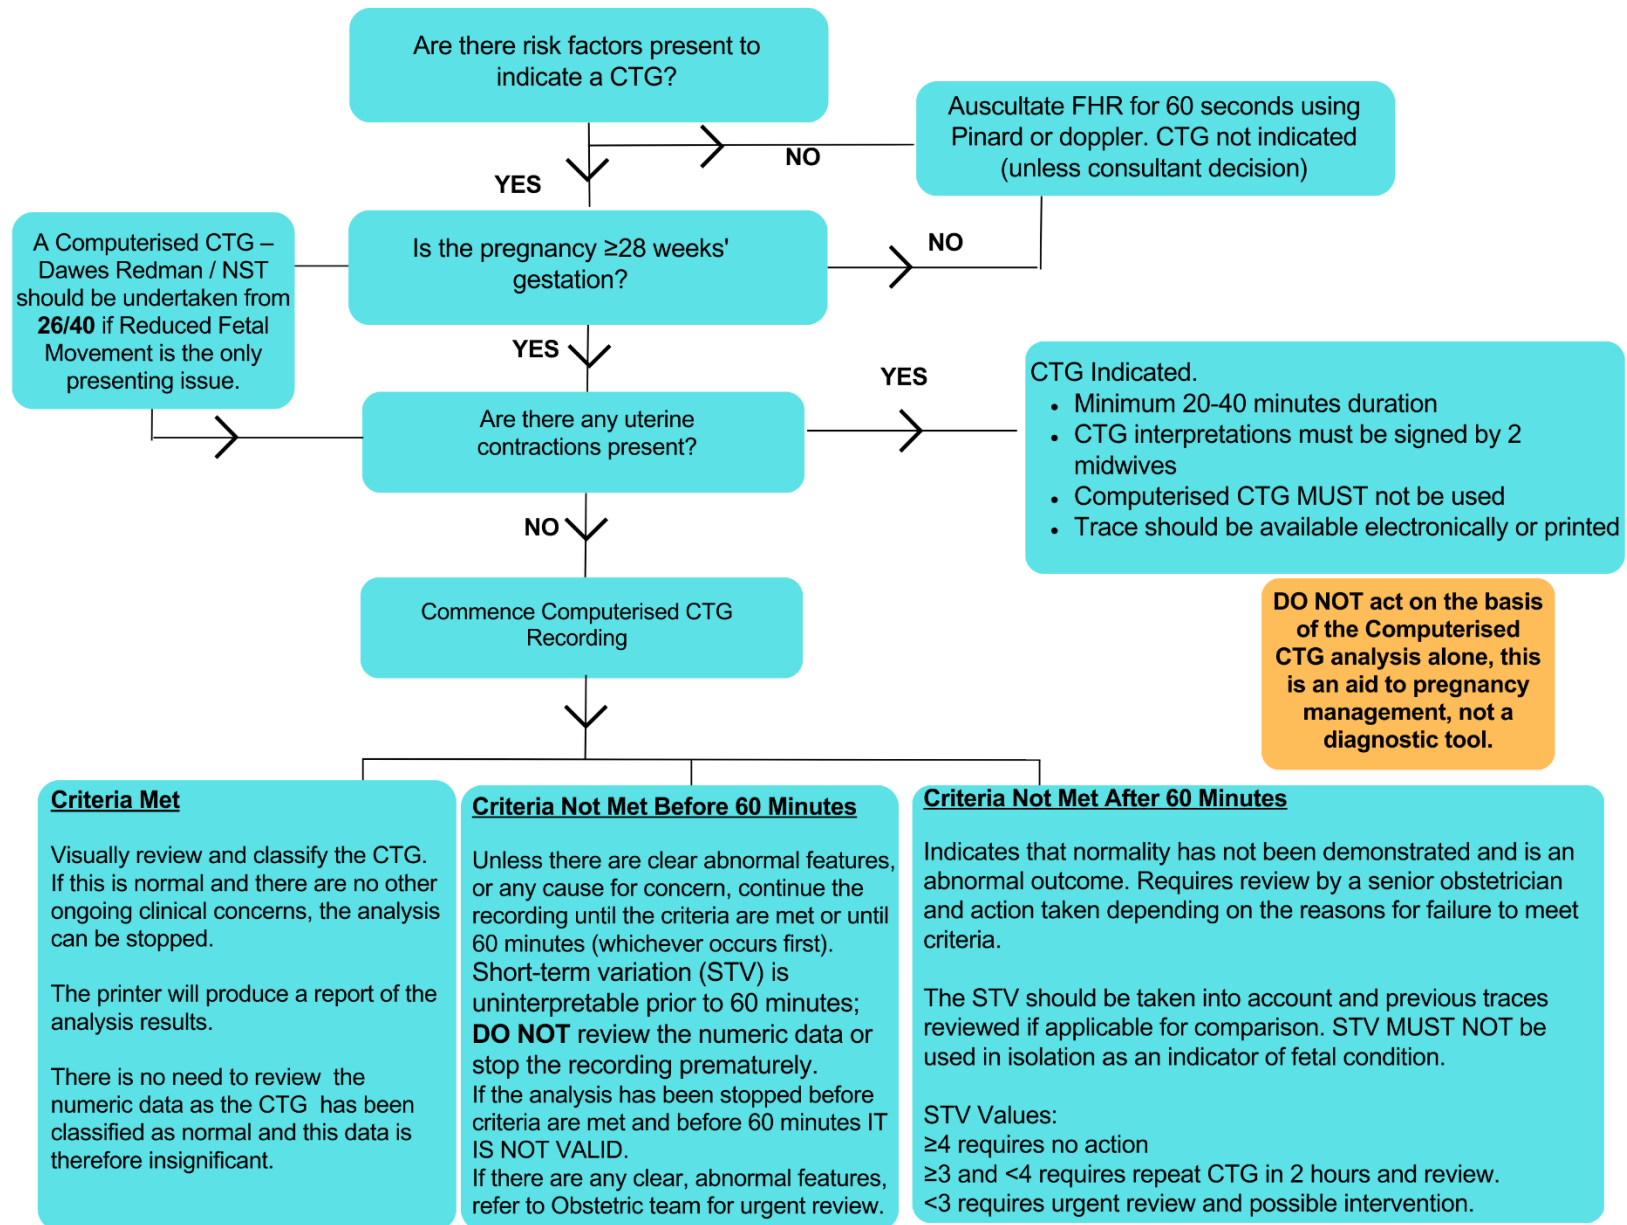 Are there risk factors present to
indicate a CTG?
Auscultate FHR for 60 seconds using
Pinard or doppler. CTG not indicated
(unless consultant decision)
NO
YES
A Computerised CTG –
Dawes Redman / NST
should be undertaken from
26/40 if Reduced Fetal
Movement is the only
presenting issue.
Is the pregnancy ≥28 weeks'
gestation?
NO
YES
Are there any uterine
contractions present?
YES
CTG Indicated.
• Minimum 20-40 minutes duration
• CTG interpretations must be signed by 2
midwives
• Computerised CTG MUST not be used
• Trace should be available electronically or printed
NO
Commence Computerised CTG
Recording
DO NOT act on the basis
of the Computerised
CTG analysis alone, this
is an aid to pregnancy
management, not a
diagnostic tool.
Criteria Met
Visually review and classify the CTG.
If this is normal and there are no other
ongoing clinical concerns, the analysis
can be stopped.
The printer will produce a report of the
analysis results.
There is no need to review the
numeric data as the CTG has been
classified as normal and this data is
therefore insignificant.
Criteria Not Met Before 60 Minutes
Unless there are clear abnormal features,
or any cause for concern, continue the
recording until the criteria are met or until
60 minutes (whichever occurs first).
Short-term variation (STV) is
uninterpretable prior to 60 minutes;
DO NOT review the numeric data or
stop the recording prematurely.
If the analysis has been stopped before
criteria are met and before 60 minutes IT
IS NOT VALID.
If there are any clear, abnormal features,
refer to Obstetric team for urgent review.
Criteria Not Met After 60 Minutes
Indicates that normality has not been demonstrated and is an
abnormal outcome. Requires review by a senior obstetrician
and action taken depending on the reasons for failure to meet
criteria.
The STV should be taken into account and previous traces
reviewed if applicable for comparison. STV MUST NOT be
used in isolation as an indicator of fetal condition.
STV Values:
≥4 requires no action
≥3 and <4 requires repeat CTG in 2 hours and review.
<3 requires urgent review and possible intervention.